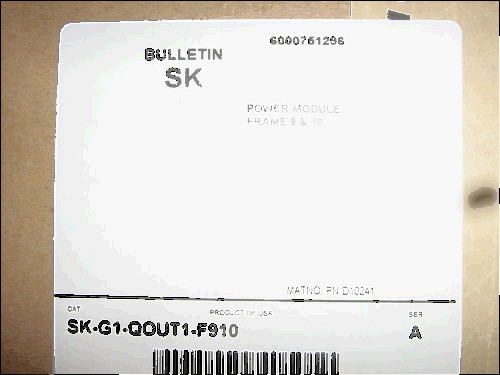 6000761296
BULLETIN
SK
POWER MODULE
FRAME 9 & 10
MATNO. PN D10241
CAT PRODUCT OF USA SER
SK-G1-QOUT1-F910 A